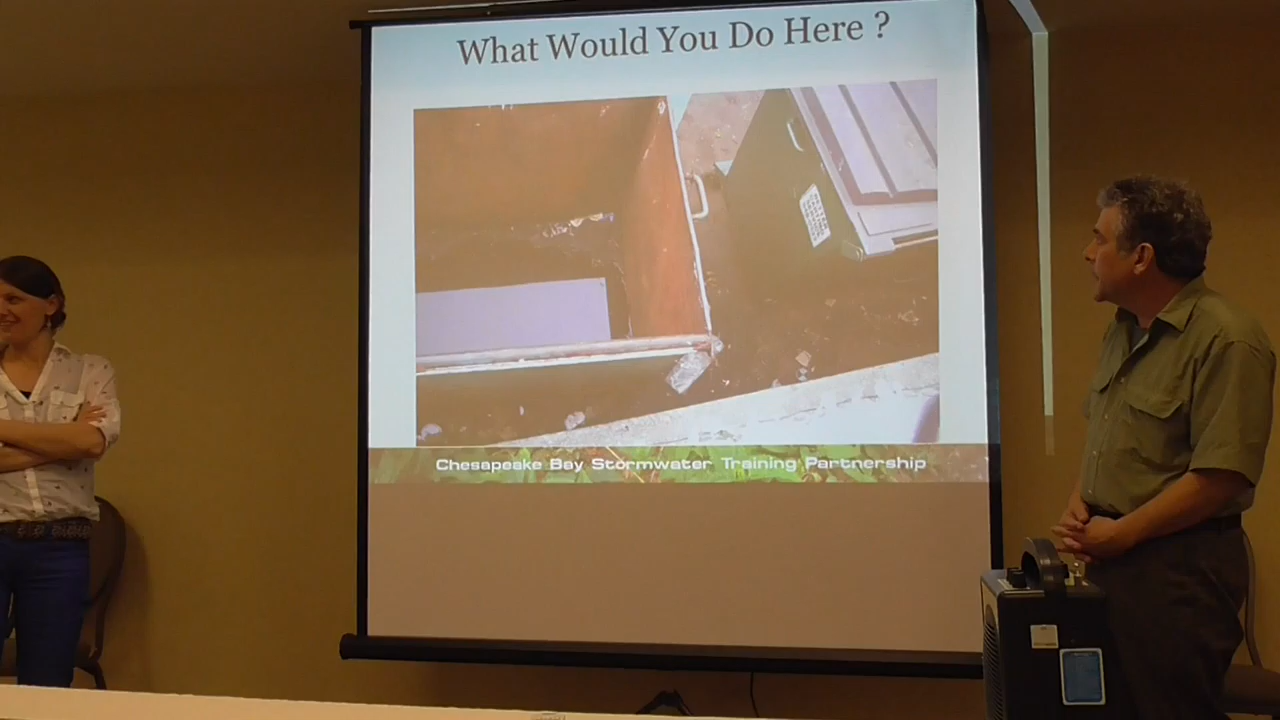 What Would You Do Here ?
Chesapeake Bay Stormwater Training Partnership